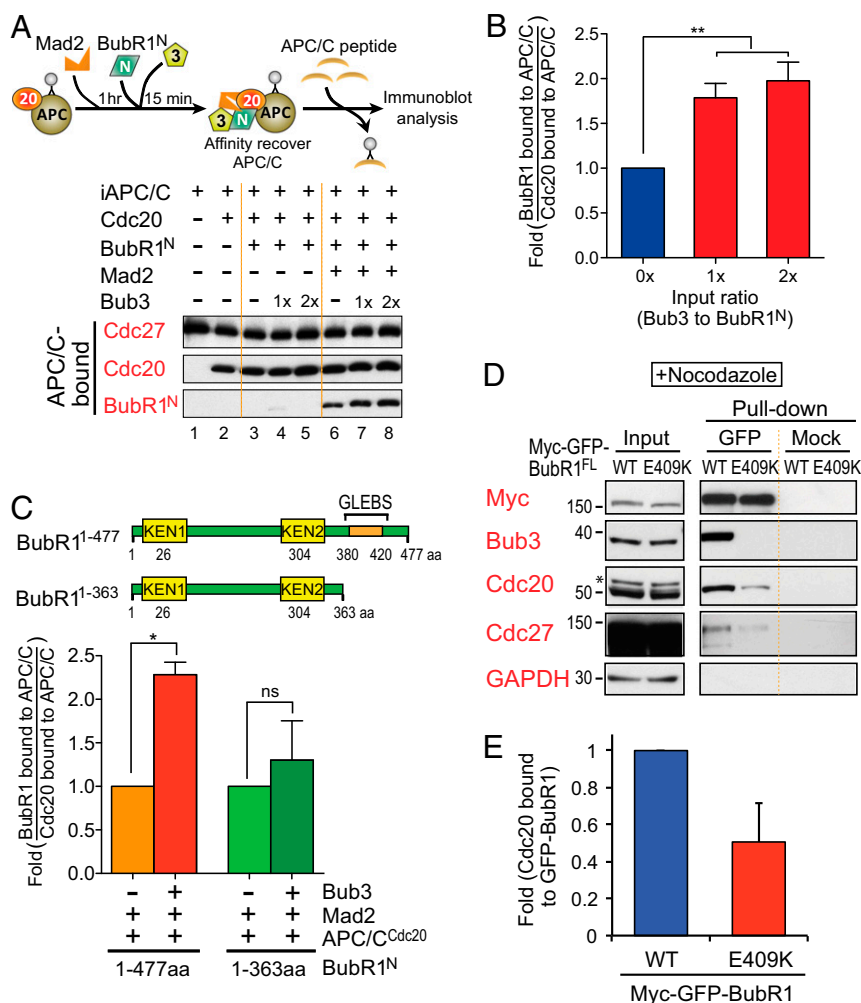 A
Mad2
BubR1N
3
APC/C peptide
20
APC
1hr
15 min
N
3
N
20
APC
Immunoblot
analysis
Affinity recover
APC/C
iAPC/C + + + + + + + +
Cdc20 – + + + + + + +
BubR1N + + + + + +
Mad2 + + +
Bub3 – – – 1x 2x – 1x 2x
APC/C-
bound
Cdc27
Cdc20
BubR1N
1 2 3 4 5 6 7 8
B
**
Fold (BubR1 bound to APC/C / Cdc20 bound to APC/C)
2.5
2.0
1.5
1.0
0.5
0.0
0x 1x 2x
Input ratio
(Bub3 to BubR1N)
C
GLEBS
BubR11-477
KEN1 KEN2
1 26 304 380 420 477 aa
BubR11-363
KEN1 KEN2
1 26 304 363 aa
Fold (BubR1 bound to APC/C / Cdc20 bound to APC/C)
2.5
2.0
1.5
1.0
0.5
0.0
*
ns
– + – + Bub3
+ + + + Mad2
+ + + + APC/CCdc20
1-477aa 1-363aa BubR1N
D
+Nocodazole
Pull-down
Myc-GFP-
BubR1FL
Input GFP Mock
WT E409K WT E409K WT E409K
Myc 150
Bub3 40
Cdc20 * 50
Cdc27 150
GAPDH 30
E
Fold (Cdc20 bound
to GFP-BubR1)
1
0.8
0.6
0.4
0.2
0
WT E409K
Myc-GFP-BubR1